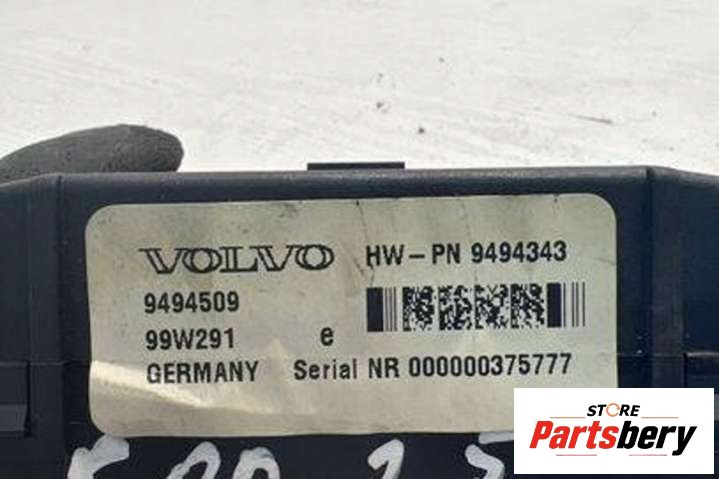 VOLVO HW-PN 9494343
9494509
99W291 e
GERMANY Serial NR 000000375777
STORE
Partsbery